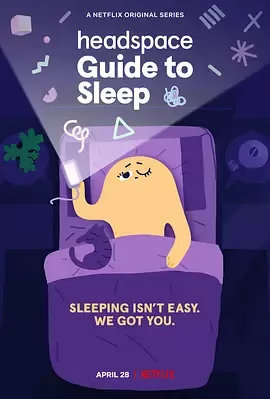 A NETFLIX ORIGINAL SERIES
headspace
Guide to
Sleep
SLEEPING ISN'T EASY.
WE GOT YOU.
APRIL 28 | NETFLIX